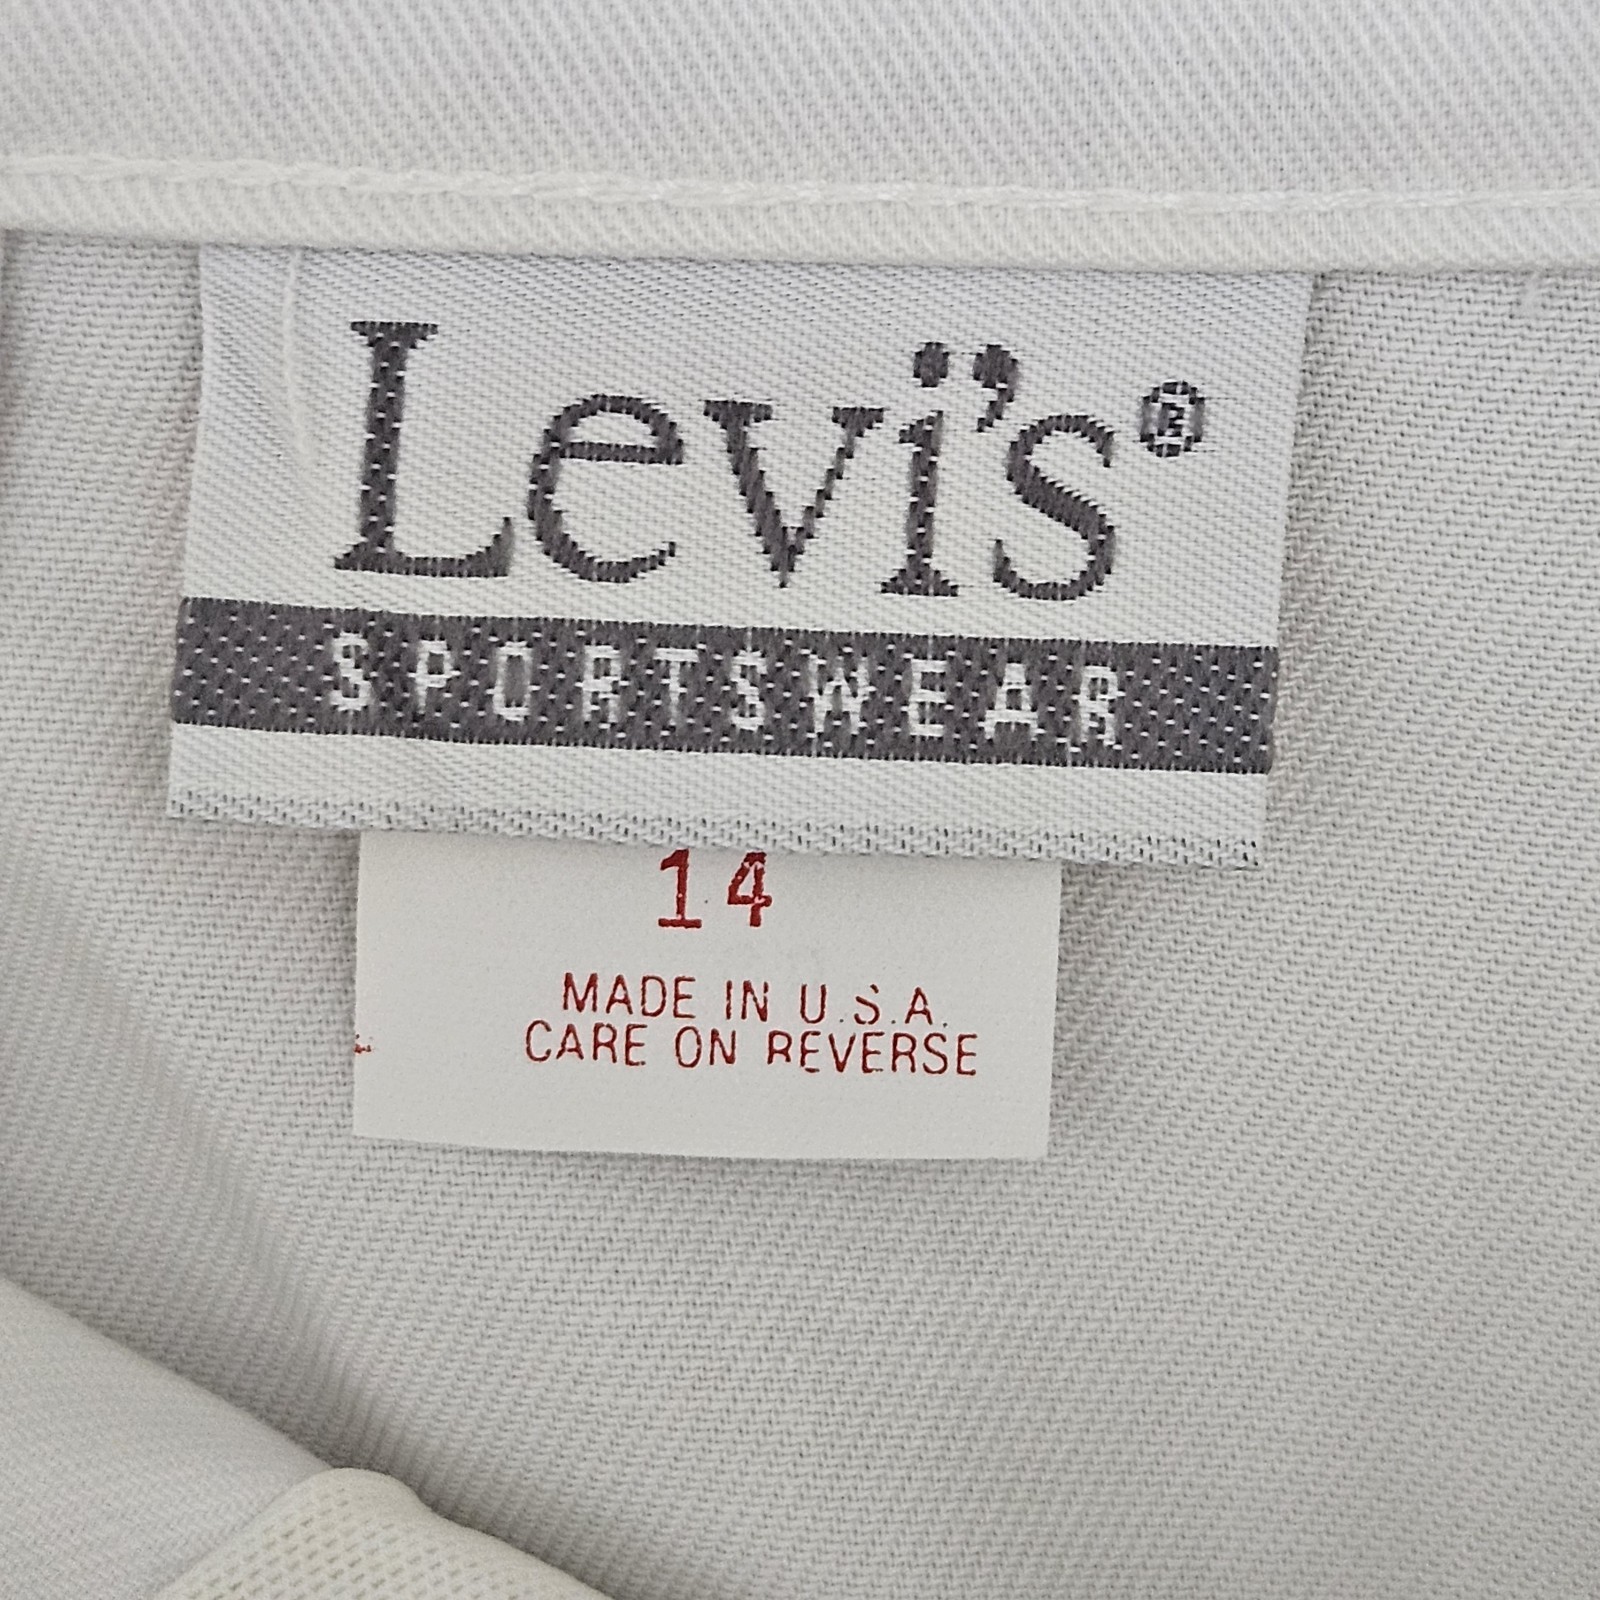 Levi's®
SPORTSWEAR
14
MADE IN U.S.A.
CARE ON REVERSE